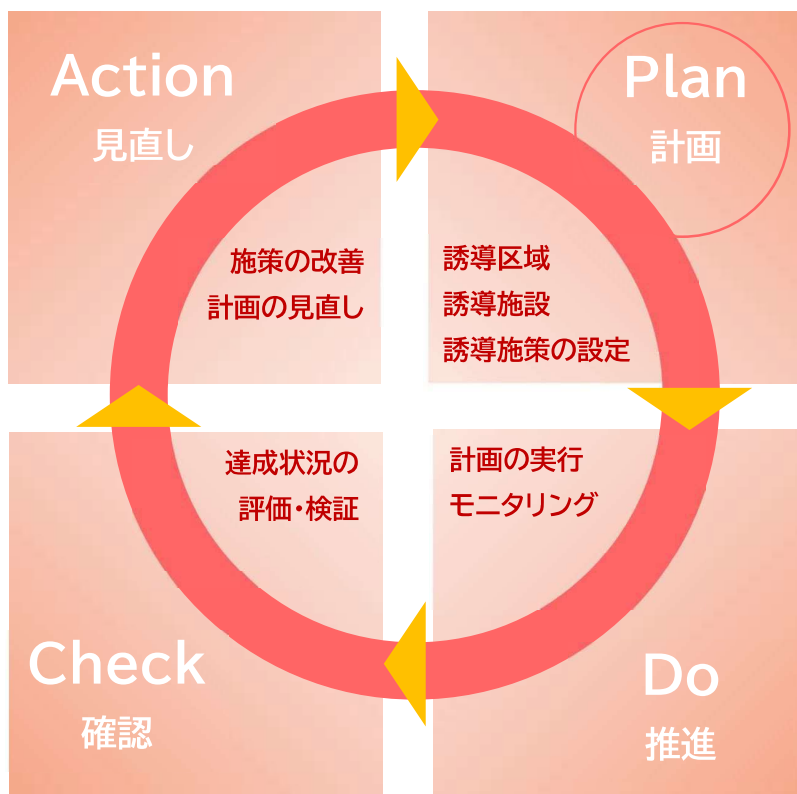 Action
見直し
施策の改善
計画の見直し
Plan
計画
誘導区域
誘導施設
誘導施策の設定
達成状況の
評価・検証
Check
確認
計画の実行
モニタリング
Do
推進